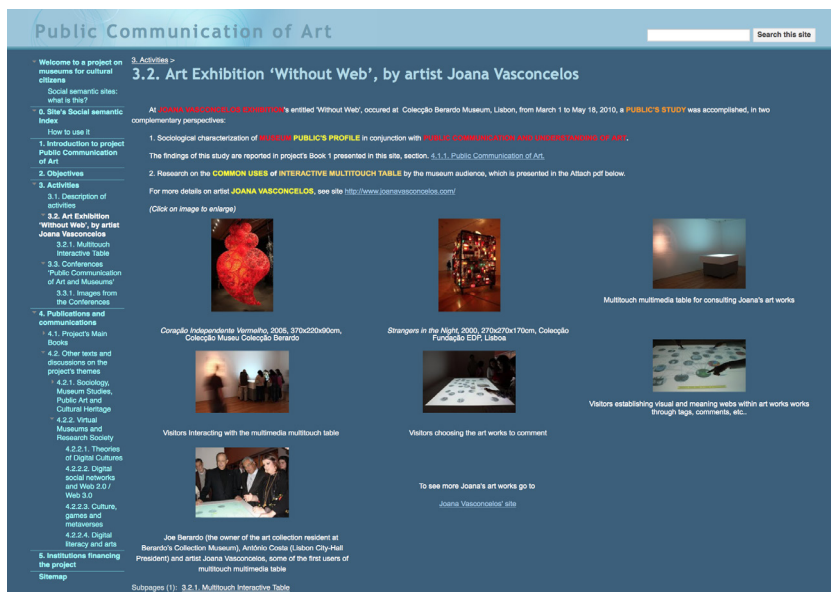 Public Communication of Art
Search this site
Welcome to a project on
museums for cultural
citizens
Social semantic sites:
what is this?
0. Site's Social semantic
Index
How to use it
1. Introduction to project
Public Communication
of Art
2. Objectives
3. Activities
3.1. Description of
activities
3.2. Art Exhibition
'Without Web', by artist
Joana Vasconcelos
3.2.1. Multitouch
Interactive Table
3.3. Conferences
'Public Communication
of Art and Museums'
3.3.1. Images from
the Conferences
4. Publications and
communications
4.1. Project's Main
Books
4.2. Other texts and
discussions on the
project's themes
4.2.1. Sociology,
Museum Studies,
Public Art and
Cultural Heritage
4.2.2. Virtual
Museums and
Research Society
4.2.2.1. Theories
of Digital Cultures
4.2.2.2. Digital
social networks
and Web 2.0 /
Web 3.0
4.2.2.3. Culture,
games and
metaverses
4.2.2.4. Digital
literacy and arts
5. Institutions financing
the project
Sitemap
3. Activities >
3.2. Art Exhibition 'Without Web', by artist Joana Vasconcelos
At JOANA VASCONCELOS EXHIBITION's entitled 'Without Web', occured at Colecção Berardo Museum, Lisbon, from March 1 to May 18, 2010, a PUBLIC'S STUDY was accomplished, in two
complementary perspectives:
1. Sociological characterization of MUSEUM PUBLIC'S PROFILE in conjunction with PUBLIC COMMUNICATION AND UNDERSTANDING OF ART.
The findings of this study are reported in project's Book 1 presented in this site, section. 4.1.1. Public Communication of Art.
2. Research on the COMMON USES of INTERACTIVE MULTITOUCH TABLE by the museum audience, which is presented in the Attach pdf below.
For more details on artist JOANA VASCONCELOS, see site http://www.joanavasconcelos.com/
(Click on image to enlarge)
Coração Independente Vermelho, 2005, 370x220x90cm,
Colecção Museu Colecção Berardo
Strangers in the Night, 2000, 270x270x170cm, Colecção
Fundação EDP, Lisboa
Multitouch multimedia table for consulting Joana's art works
Visitors Interacting with the multimedia multitouch table
Visitors choosing the art works to comment
Visitors establishing visual and meaning webs within art works works
through tags, comments, etc..
Joe Berardo (the owner of the art collection resident at
Berardo's Collection Museum), António Costa (Lisbon City-Hall
President) and artist Joana Vasconcelos, some of the first users of
multitouch multimedia table
To see more Joana's art works go to
Joana Vasconcelos' site
Subpages (1): 3.2.1. Multitouch Interactive Table